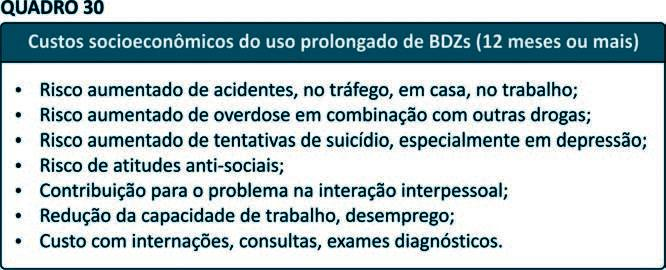 QUADRO 30
Custos socioeconômicos do uso prolongado de BDZs (12 meses ou mais)
• Risco aumentado de acidentes, no tráfego, em casa, no trabalho;
• Risco aumentado de overdose em combinação com outras drogas;
• Risco aumentado de tentativas de suicídio, especialmente em depressão;
• Risco de atitudes anti-sociais;
• Contribuição para o problema na interação interpessoal;
• Redução da capacidade de trabalho, desemprego;
• Custo com internações, consultas, exames diagnósticos.